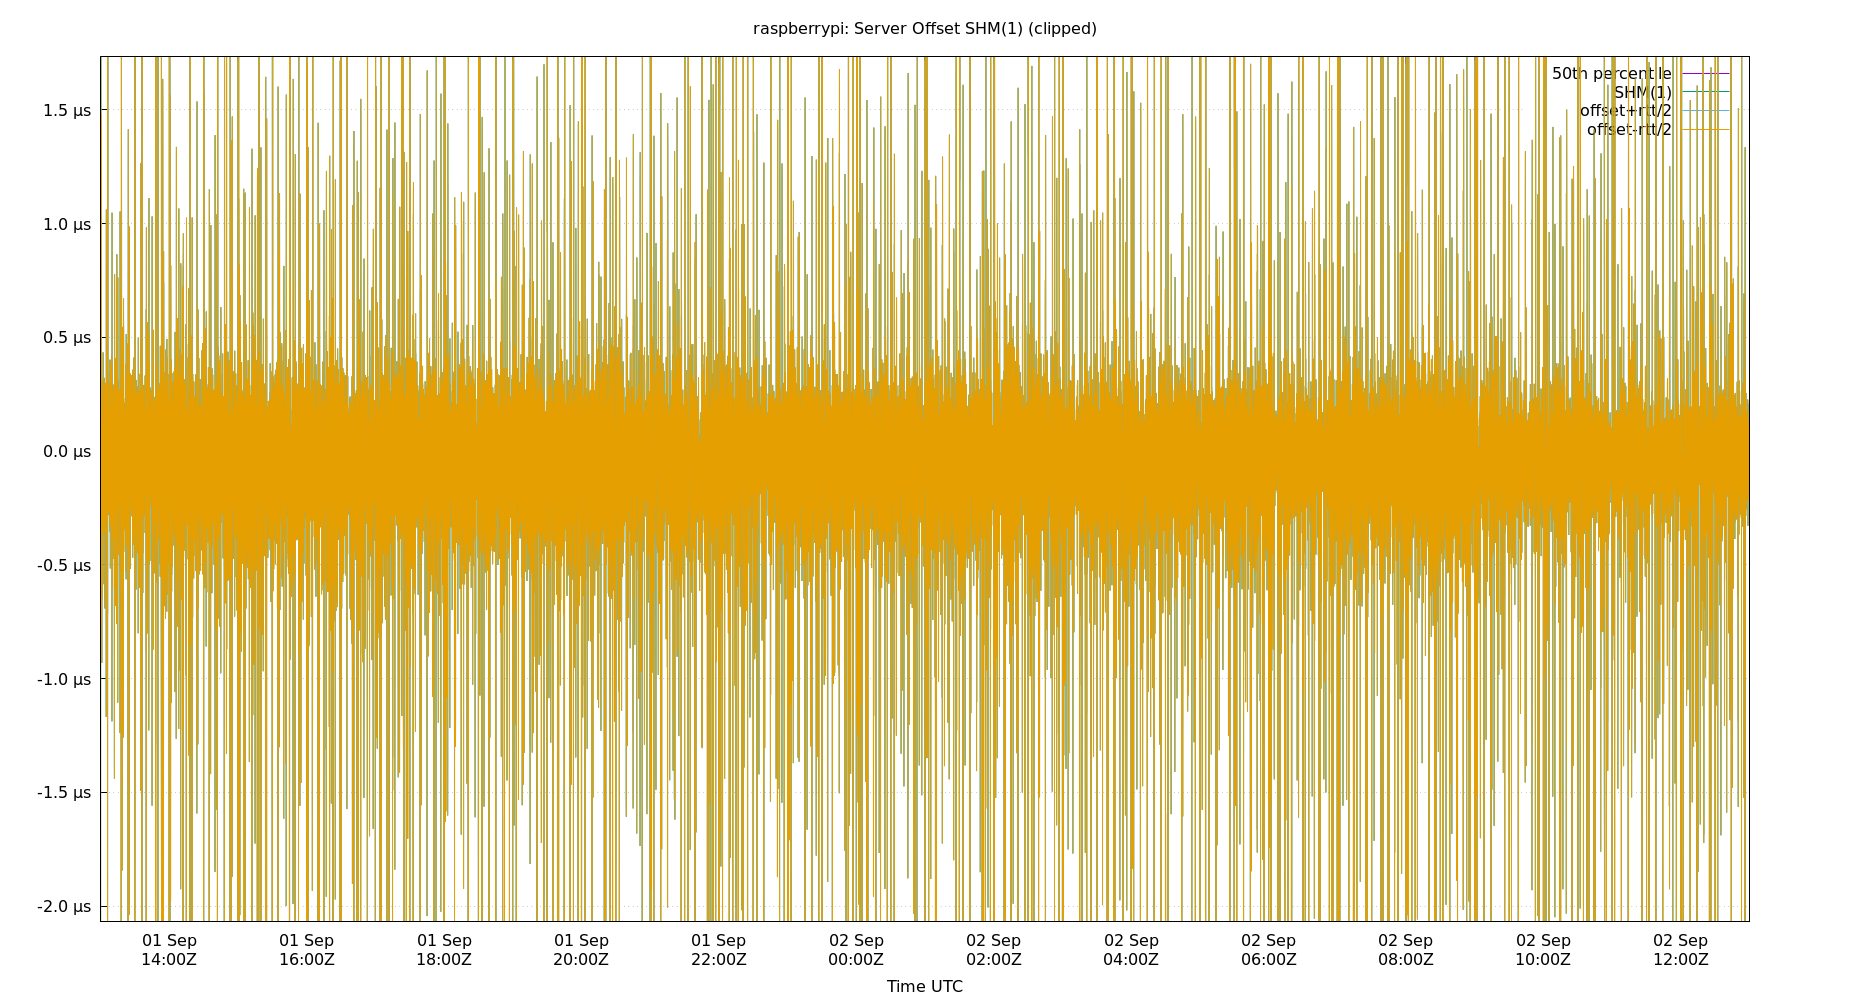 raspberrypi: Server Offset SHM(1) (clipped)
50th percentile
SHM(1)
offset+rtt/2
offset-rtt/2
1.5 µs
1.0 µs
0.5 µs
0.0 µs
-0.5 µs
-1.0 µs
-1.5 µs
-2.0 µs
01 Sep 01 Sep 01 Sep 01 Sep 01 Sep 02 Sep 02 Sep 02 Sep 02 Sep 02 Sep 02 Sep 02 Sep
14:00Z 16:00Z 18:00Z 20:00Z 22:00Z 00:00Z 02:00Z 04:00Z 06:00Z 08:00Z 10:00Z 12:00Z
Time UTC